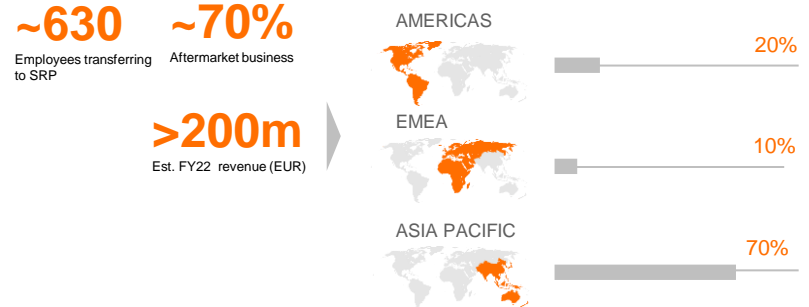 ~630
Employees transferring
to SRP
~70%
Aftermarket business
>200m
Est. FY22 revenue (EUR)
AMERICAS
20%
EMEA
10%
ASIA PACIFIC
70%